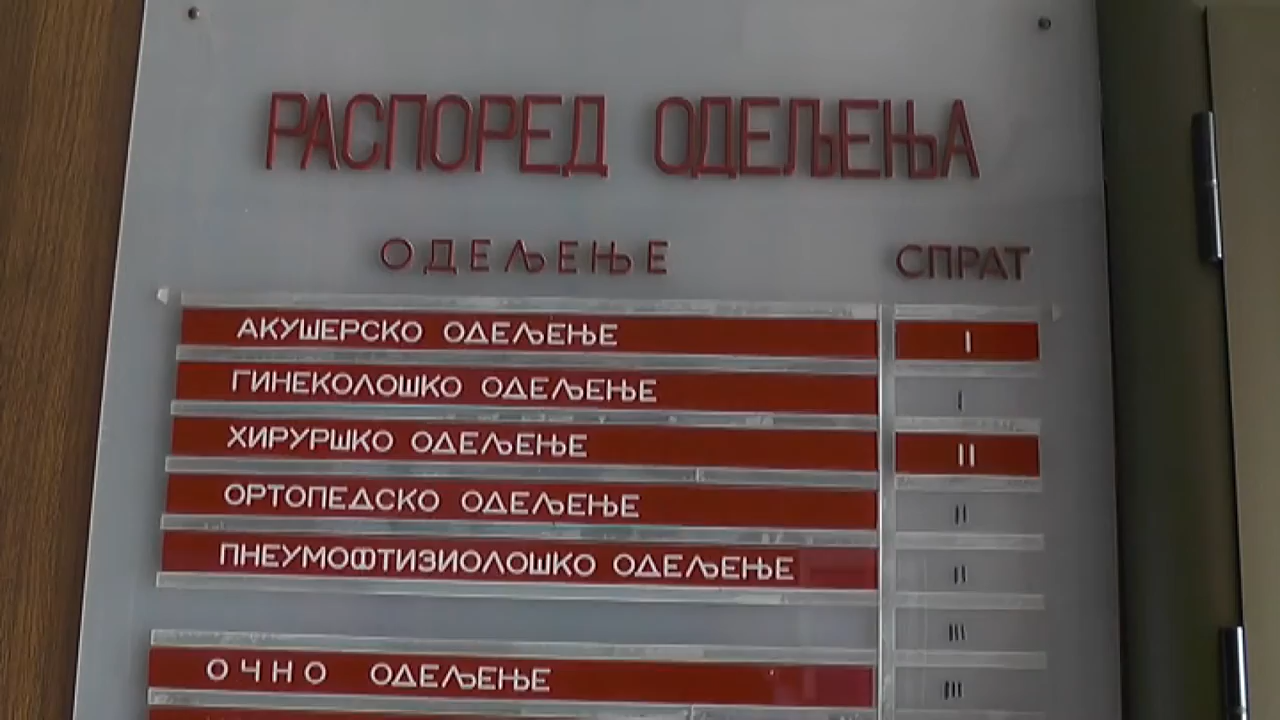 РАСПОРЕД ОДЕЉЕЊА
ОДЕЉЕЊЕ СПРАТ
АКУШЕРСКО ОДЕЉЕЊЕ I
ГИНЕКОЛОШКО ОДЕЉЕЊЕ I
ХИРУРШКО ОДЕЉЕЊЕ II
ОРТОПЕДСКО ОДЕЉЕЊЕ II
ПНЕУМОФТИЗИОЛОШКО ОДЕЉЕЊЕ II
III
ОЧНО ОДЕЉЕЊЕ III